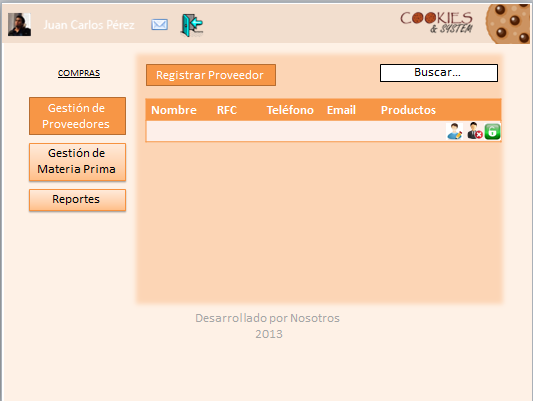 Juan Carlos Pérez
COOKIES
& SYSTEM
COMPRAS
Gestión de
Proveedores
Gestión de
Materia Prima
Reportes
Registrar Proveedor
Buscar...
Nombre RFC Teléfono Email Productos
Desarrollado por Nosotros
2013